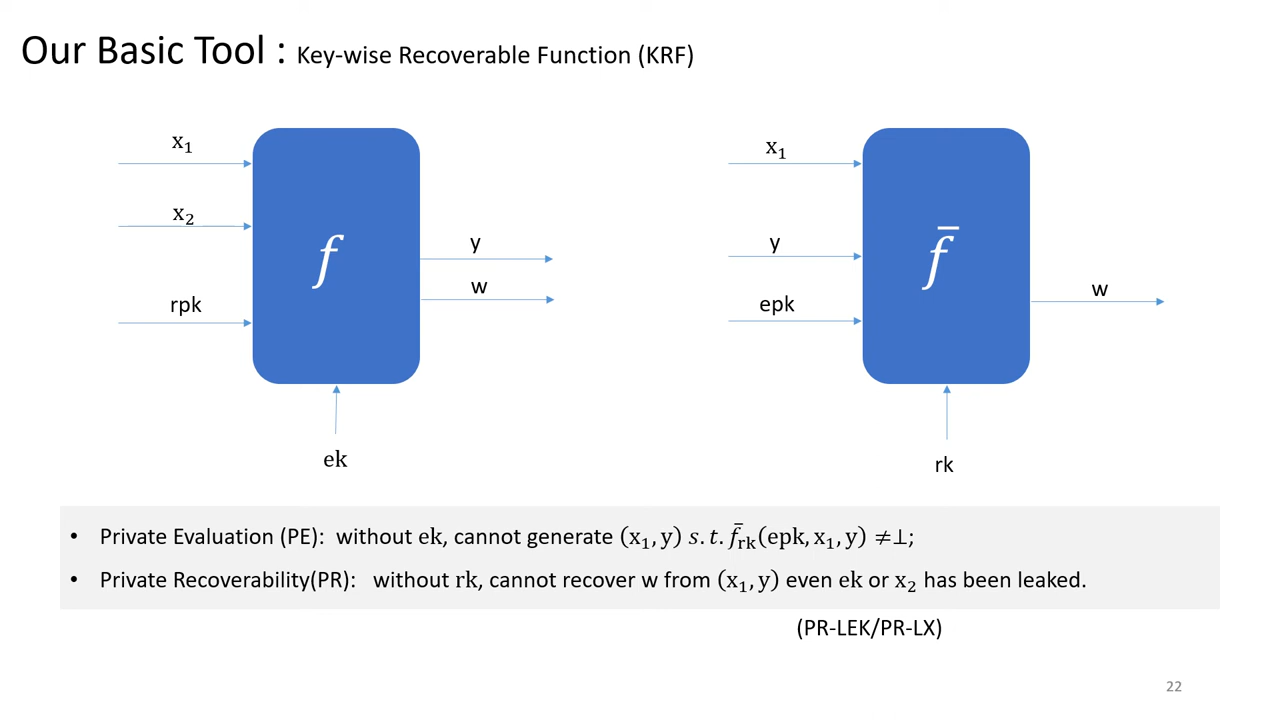 Our Basic Tool : Key-wise Recoverable Function (KRF)
x₁
x₂
rpk
f
y
w
ek
x₁
y
epk
f̄
w
rk
• Private Evaluation (PE): without ek, cannot generate (x₁, y) s.t. f̄ᵣₖ(epk, x₁, y) ≠⊥;
• Private Recoverability(PR): without rk, cannot recover w from (x₁, y) even ek or x₂ has been leaked.
(PR-LEK/PR-LX)
22